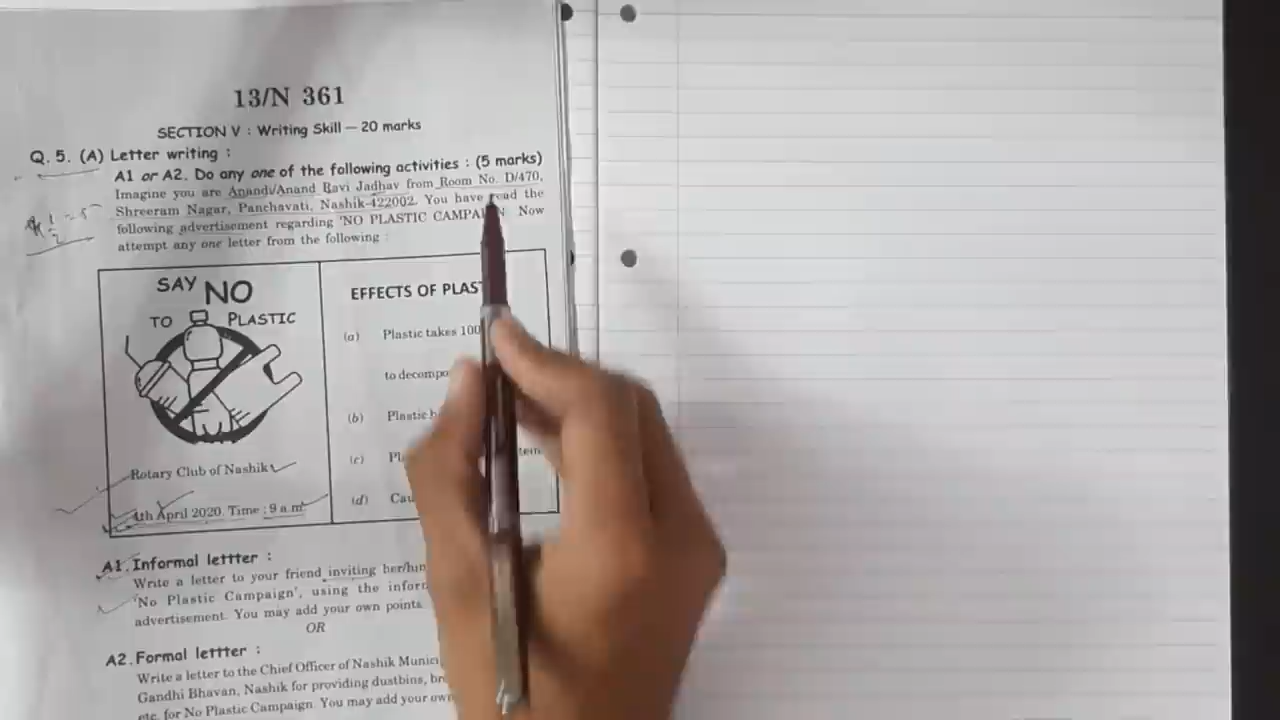 13/N 361
SECTION V : Writing Skill — 20 marks
Q. 5. (A) Letter writing :
A1 or A2. Do any one of the following activities : (5 marks)
Imagine you are Anandi/Anand Ravi Jadhav from Room No. D/470,
Shreeram Nagar, Panchavati, Nashik-422002. You have read the
following advertisement regarding 'NO PLASTIC Now
attempt any one letter from the following :
SAY NO
TO PLASTIC
Rotary Club of Nashik
4th April 2020. Time : 9 a.m.
EFFECTS OF
(a) Plastic takes 100
to
(b) Plastic
(c)
(d)
A1. Informal lettter :
Write a letter to your friend inviting
'No Plastic Campaign', using the
advertisement. You may add your own points
OR
A2. Formal lettter :
Write a letter to the Chief Officer of Nashik
Gandhi Bhavan, Nashik for providing dustbins,
etc. for No Plastic Campaign. You may add your own